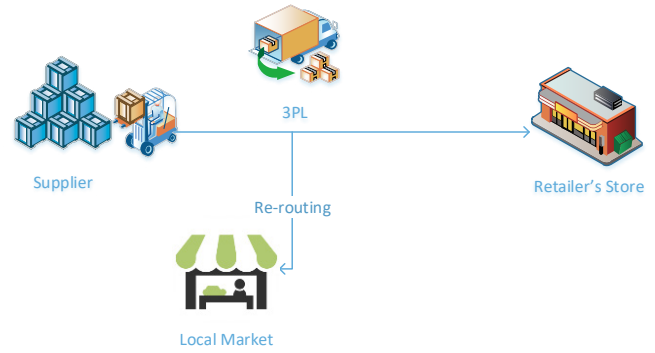 3PL
Supplier
Retailer’s Store
Re-routing
Local Market